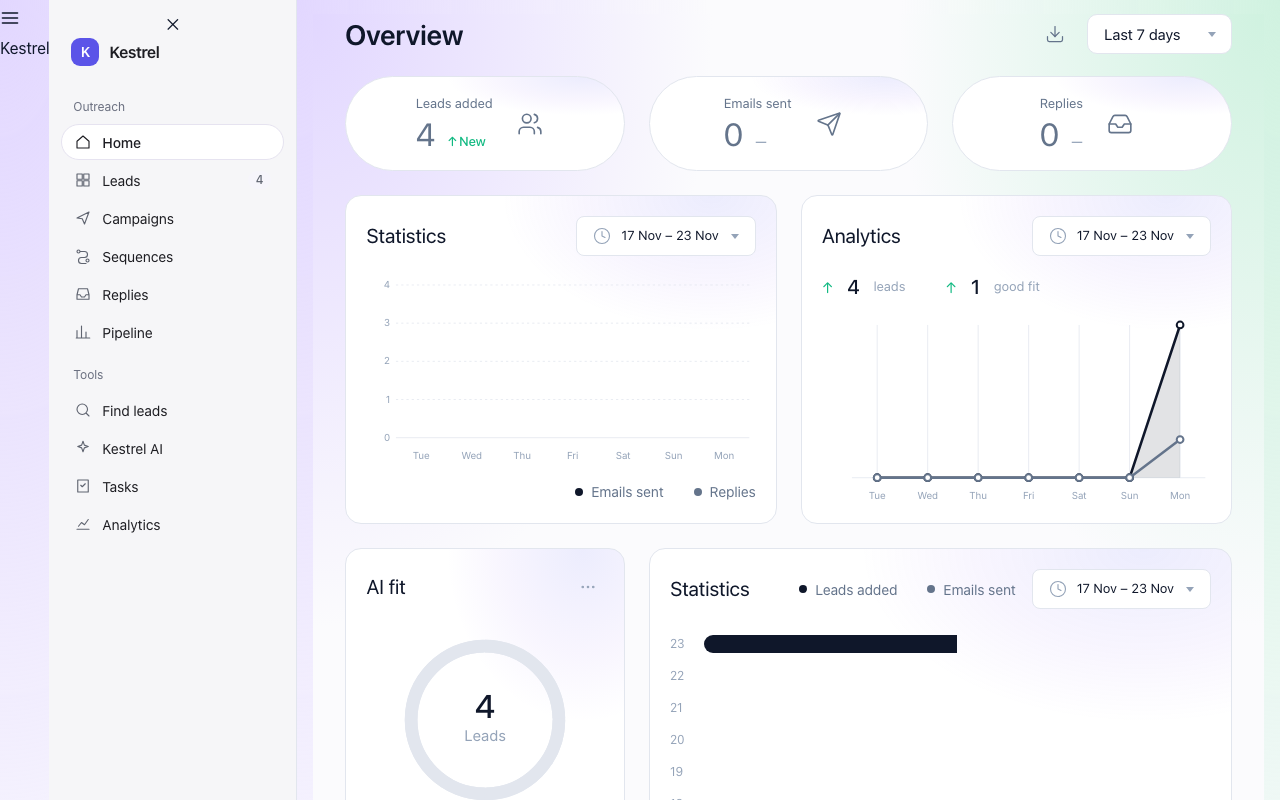 Kestrel
K
Kestrel
Outreach
Home
Leads 4
Campaigns
Sequences
Replies
Pipeline
Tools
Find leads
Kestrel AI
Tasks
Analytics
Overview
Last 7 days
Leads added
4 ↑ New
Emails sent
0 –
Replies
0 –
Statistics
17 Nov – 23 Nov
4
3
2
1
0
Tue Wed Thu Fri Sat Sun Mon
Emails sent Replies
Analytics
17 Nov – 23 Nov
↑ 4 leads ↑ 1 good fit
Tue Wed Thu Fri Sat Sun Mon
AI fit
4
Leads
Statistics
Leads added Emails sent 17 Nov – 23 Nov
23
22
21
20
19